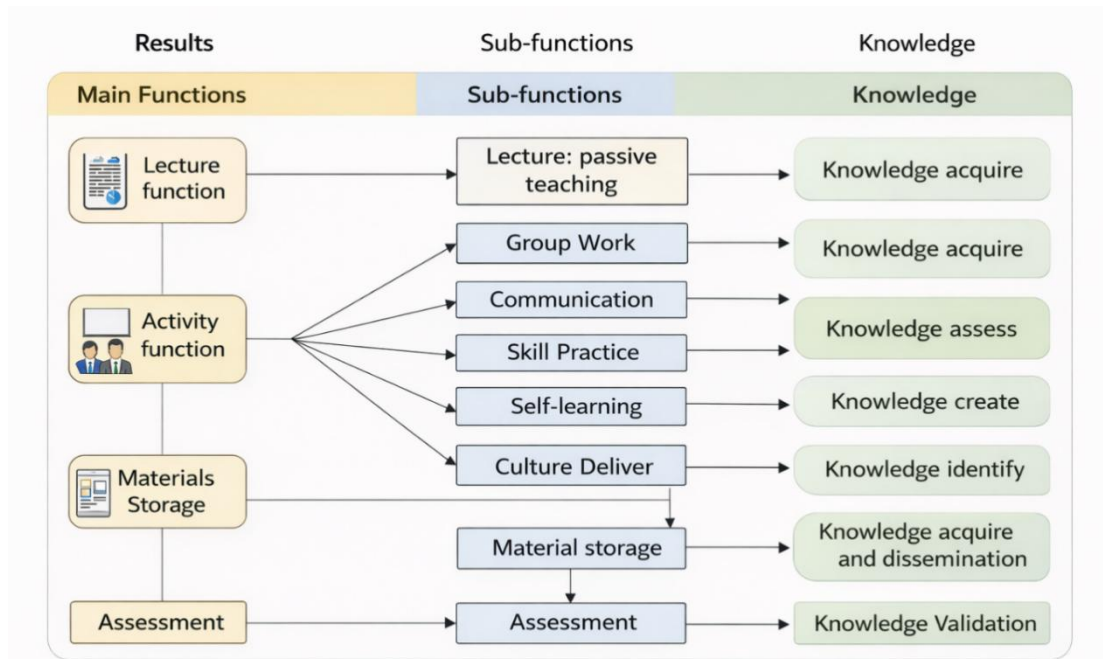 Results Sub-functions Knowledge
Main Functions Sub-functions Knowledge
Lecture
function
Lecture: passive
teaching
Knowledge acquire
Group Work
Knowledge acquire
Activity
function
Communication
Skill Practice
Knowledge assess
Self-learning
Knowledge create
Materials
Storage
Culture Deliver
Knowledge identify
Material storage
Knowledge acquire
and dissemination
Assessment
Assessment
Knowledge Validation